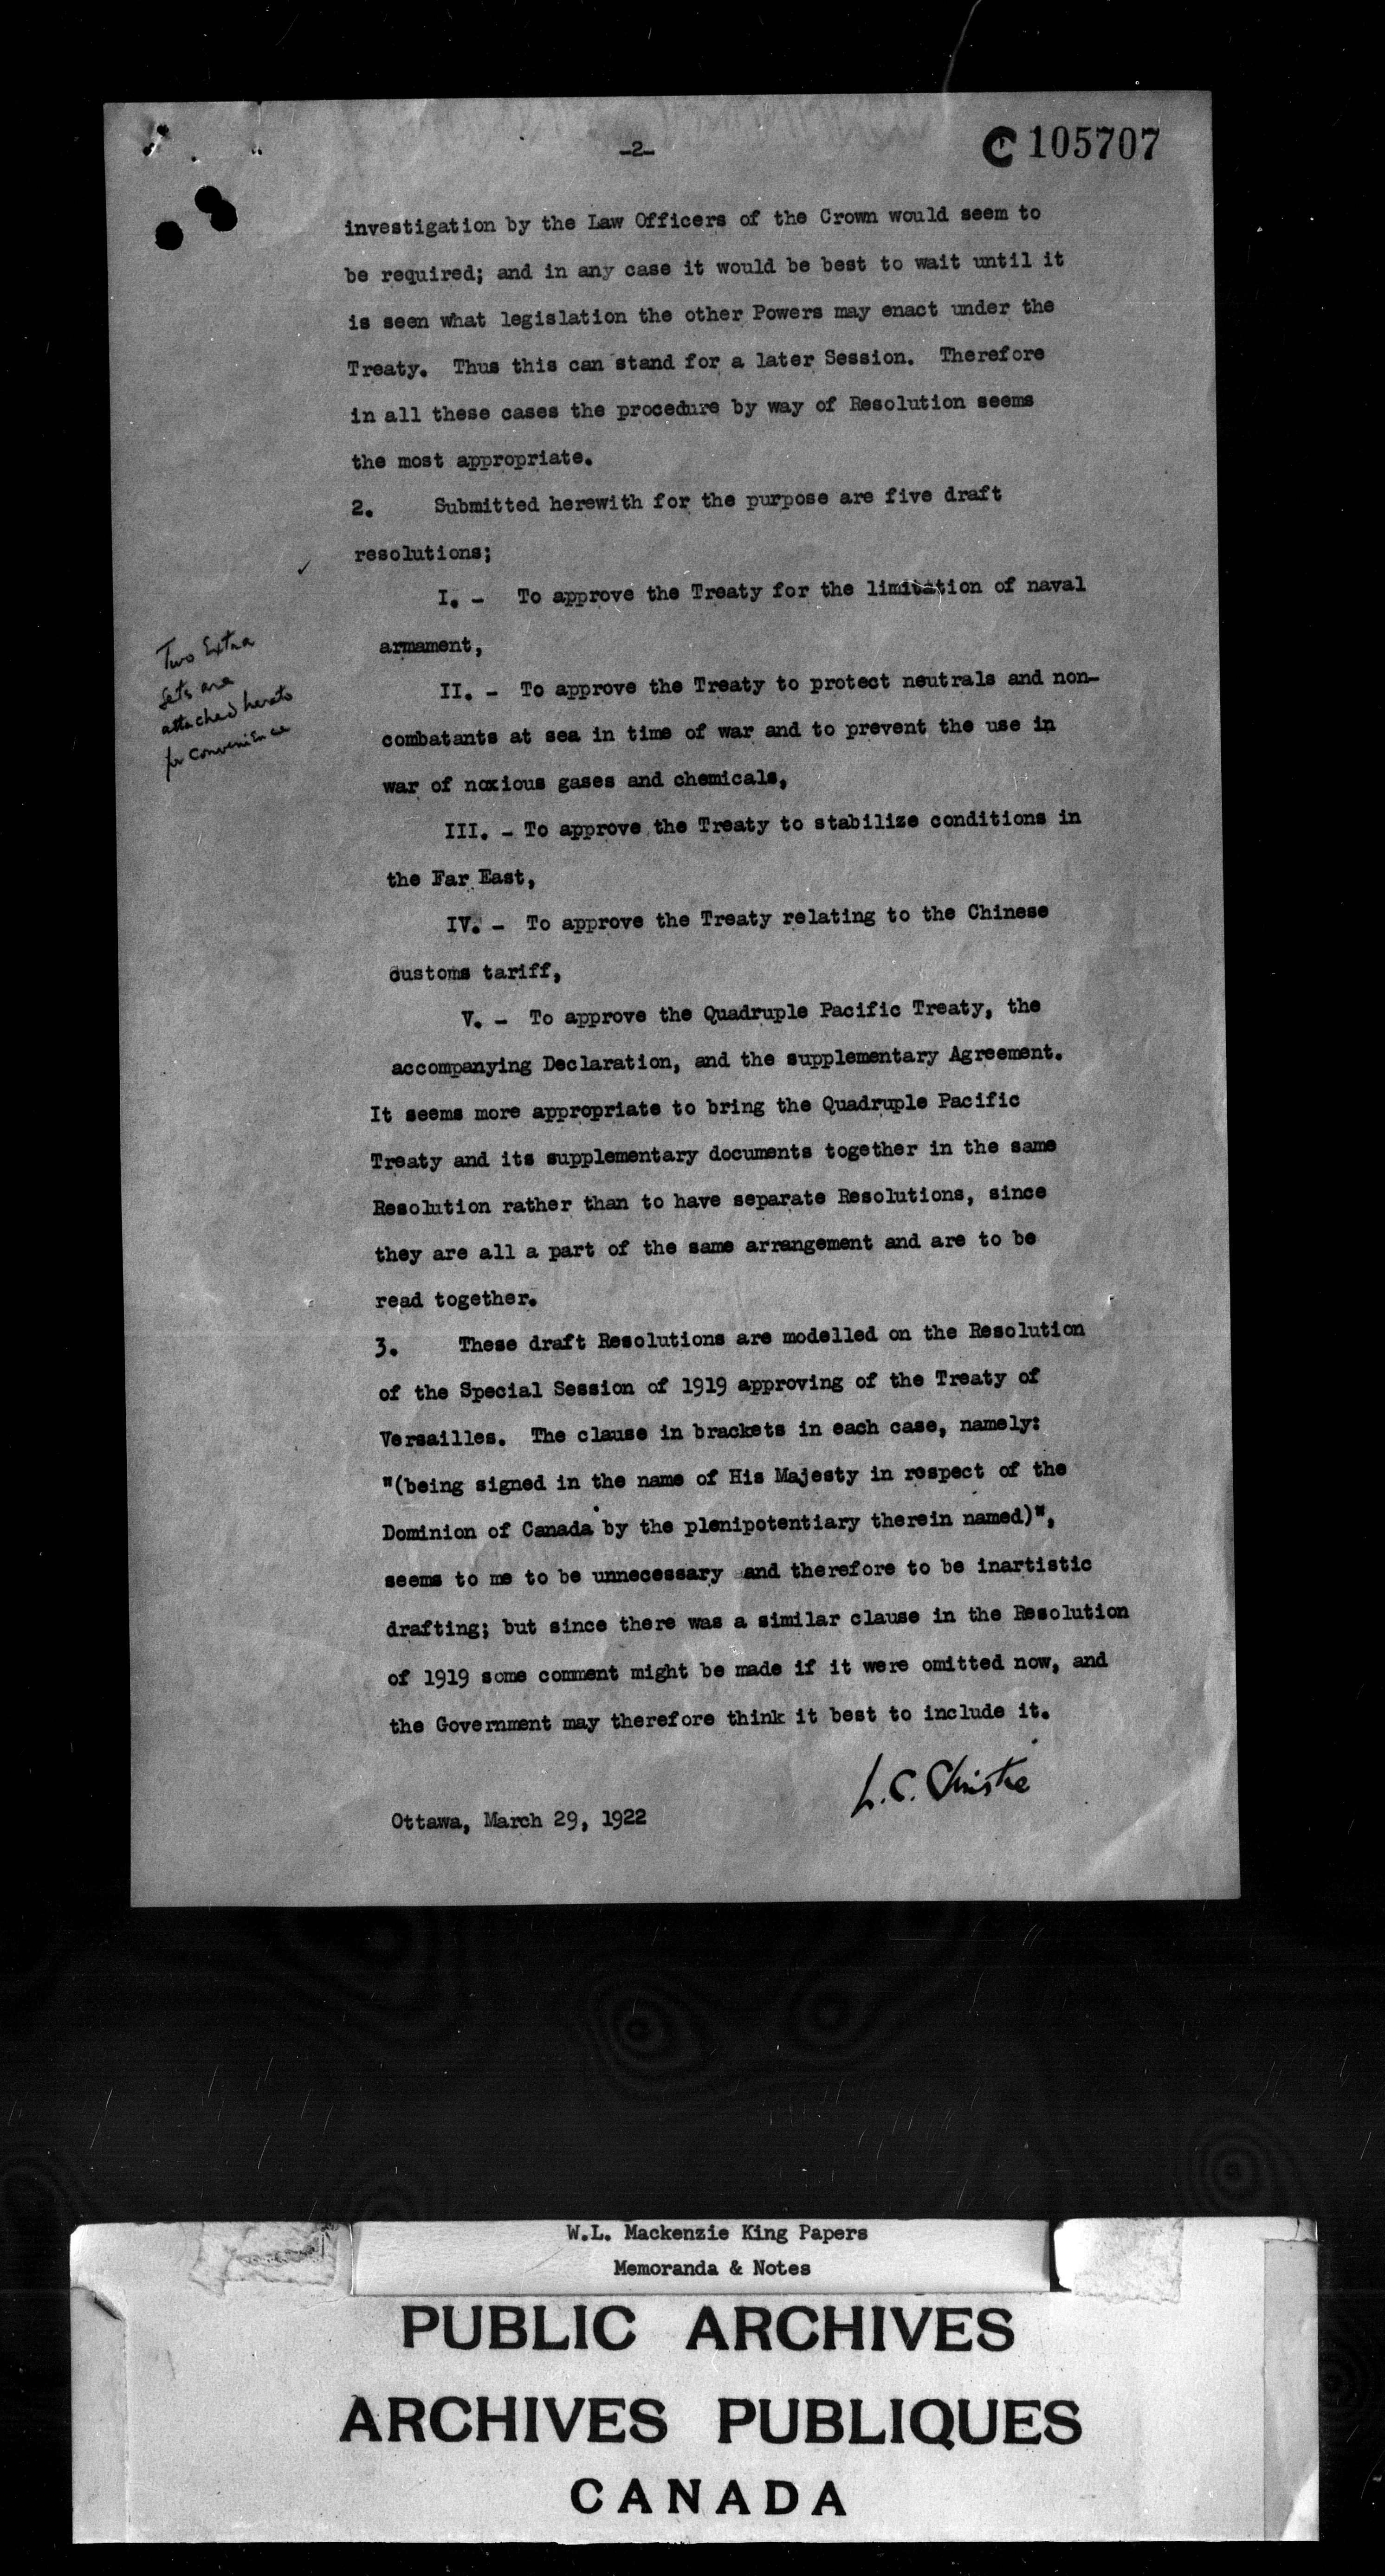 -2-
C 105707
investigation by the Law Officers of the Crown would seem to
be required; and in any case it would be best to wait until it
is seen what legislation the other Powers may enact under the
Treaty. Thus this can stand for a later Session. Therefore
in all these cases the procedure by way of Resolution seems
the most appropriate.
2. Submitted herewith for the purpose are five draft
resolutions;
✓
I. - To approve the Treaty for the limitation of naval
armament,
Two Extra
Sets are
attached hereto
for convenience
II. - To approve the Treaty to protect neutrals and non-
combatants at sea in time of war and to prevent the use in
war of noxious gases and chemicals,
III. - To approve the Treaty to stabilize conditions in
the Far East,
IV. - To approve the Treaty relating to the Chinese
customs tariff,
V. - To approve the Quadruple Pacific Treaty, the
accompanying Declaration, and the supplementary Agreement.
It seems more appropriate to bring the Quadruple Pacific
Treaty and its supplementary documents together in the same
Resolution rather than to have separate Resolutions, since
they are all a part of the same arrangement and are to be
read together.
3. These draft Resolutions are modelled on the Resolution
of the Special Session of 1919 approving of the Treaty of
Versailles. The clause in brackets in each case, namely:
"(being signed in the name of His Majesty in respect of the
Dominion of Canada by the plenipotentiary therein named)",
seems to me to be unnecessary and therefore to be inartistic
drafting; but since there was a similar clause in the Resolution
of 1919 some comment might be made if it were omitted now, and
the Government may therefore think it best to include it.
L. C. Christie
Ottawa, March 29, 1922
W.L. Mackenzie King Papers
Memoranda & Notes
PUBLIC ARCHIVES
ARCHIVES PUBLIQUES
CANADA